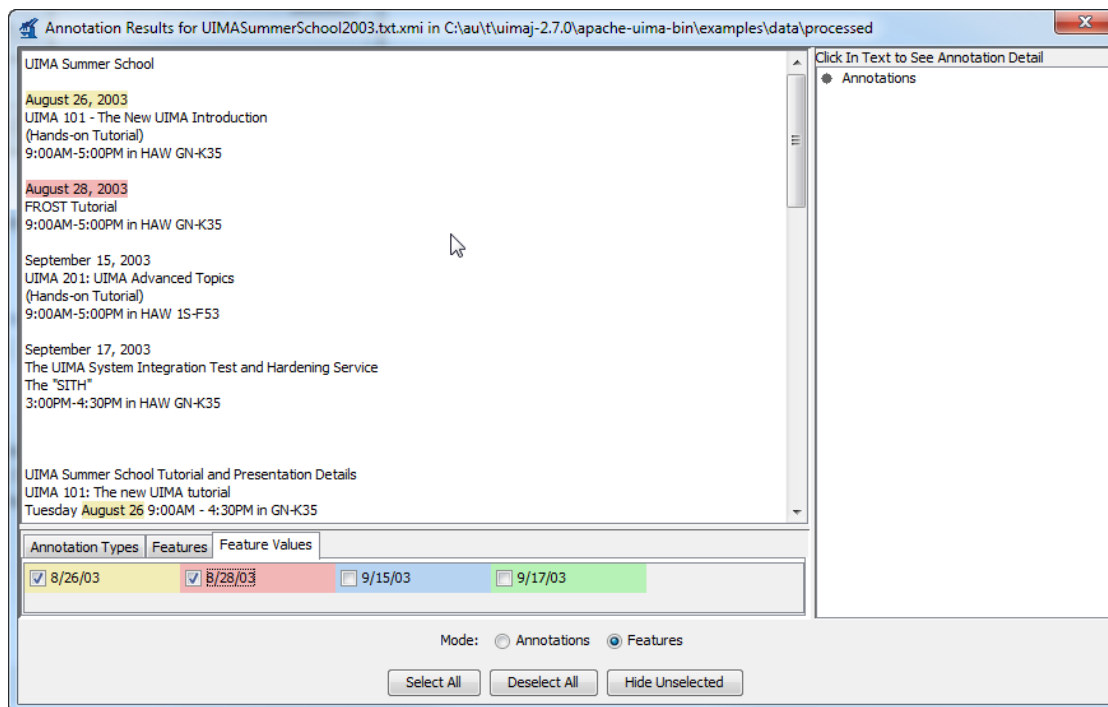 Annotation Results for UIMASummerSchool2003.txt.xmi in C:\au\t\uimaj-2.7.0\apache-uima-bin\examples\data\processed
UIMA Summer School
August 26, 2003
UIMA 101 - The New UIMA Introduction
(Hands-on Tutorial)
9:00AM-5:00PM in HAW GN-K35
August 28, 2003
FROST Tutorial
9:00AM-5:00PM in HAW GN-K35
September 15, 2003
UIMA 201: UIMA Advanced Topics
(Hands-on Tutorial)
9:00AM-5:00PM in HAW 1S-F53
September 17, 2003
The UIMA System Integration Test and Hardening Service
The "SITH"
3:00PM-4:30PM in HAW GN-K35
UIMA Summer School Tutorial and Presentation Details
UIMA 101: The new UIMA tutorial
Tuesday August 26 9:00AM - 4:30PM in GN-K35
Click In Text to See Annotation Detail
Annotations
Annotation Types Features Feature Values
8/26/03 8/28/03 9/15/03 9/17/03
Mode: Annotations Features
Select All Deselect All Hide Unselected